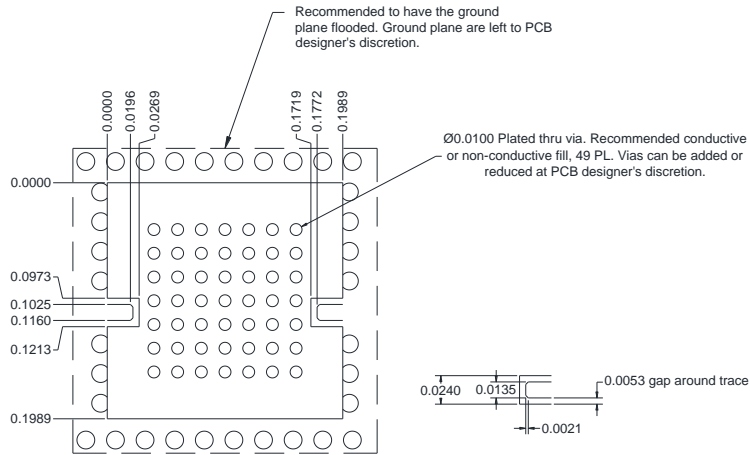 Recommended to have the ground
plane flooded. Ground plane are left to PCB
designer's discretion.
0.0000
0.0196
0.0269
0.1719
0.1772
0.1989
Ø0.0100 Plated thru via. Recommended conductive
or non-conductive fill, 49 PL. Vias can be added or
reduced at PCB designer's discretion.
0.0000
0.0973
0.1025
0.1160
0.1213
0.1989
0.0240
0.0135
0.0053 gap around trace
0.0021